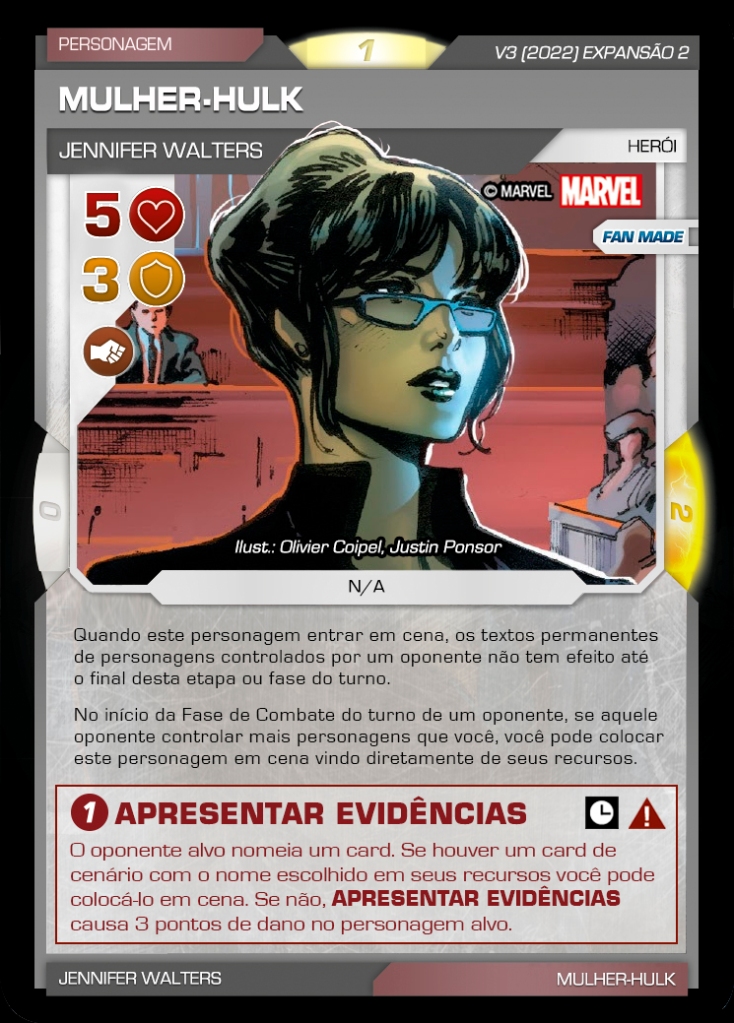 PERSONAGEM
1
V3 (2022) EXPANSÃO 2
MULHER-HULK
JENNIFER WALTERS
HERÓI
© MARVEL MARVEL
5
FAN MADE
3
0
2
Ilust.: Olivier Coipel, Justin Ponsor
N/A
Quando este personagem entrar em cena, os textos permanentes
de personagens controlados por um oponente não tem efeito até
o final desta etapa ou fase do turno.
No início da Fase de Combate do turno de um oponente, se aquele
oponente controlar mais personagens que você, você pode colocar
este personagem em cena vindo diretamente de seus recursos.
1 APRESENTAR EVIDÊNCIAS
O oponente alvo nomeia um card. Se houver um card de
cenário com o nome escolhido em seus recursos você pode
colocá-lo em cena. Se não, APRESENTAR EVIDÊNCIAS
causa 3 pontos de dano no personagem alvo.
JENNIFER WALTERS
MULHER-HULK